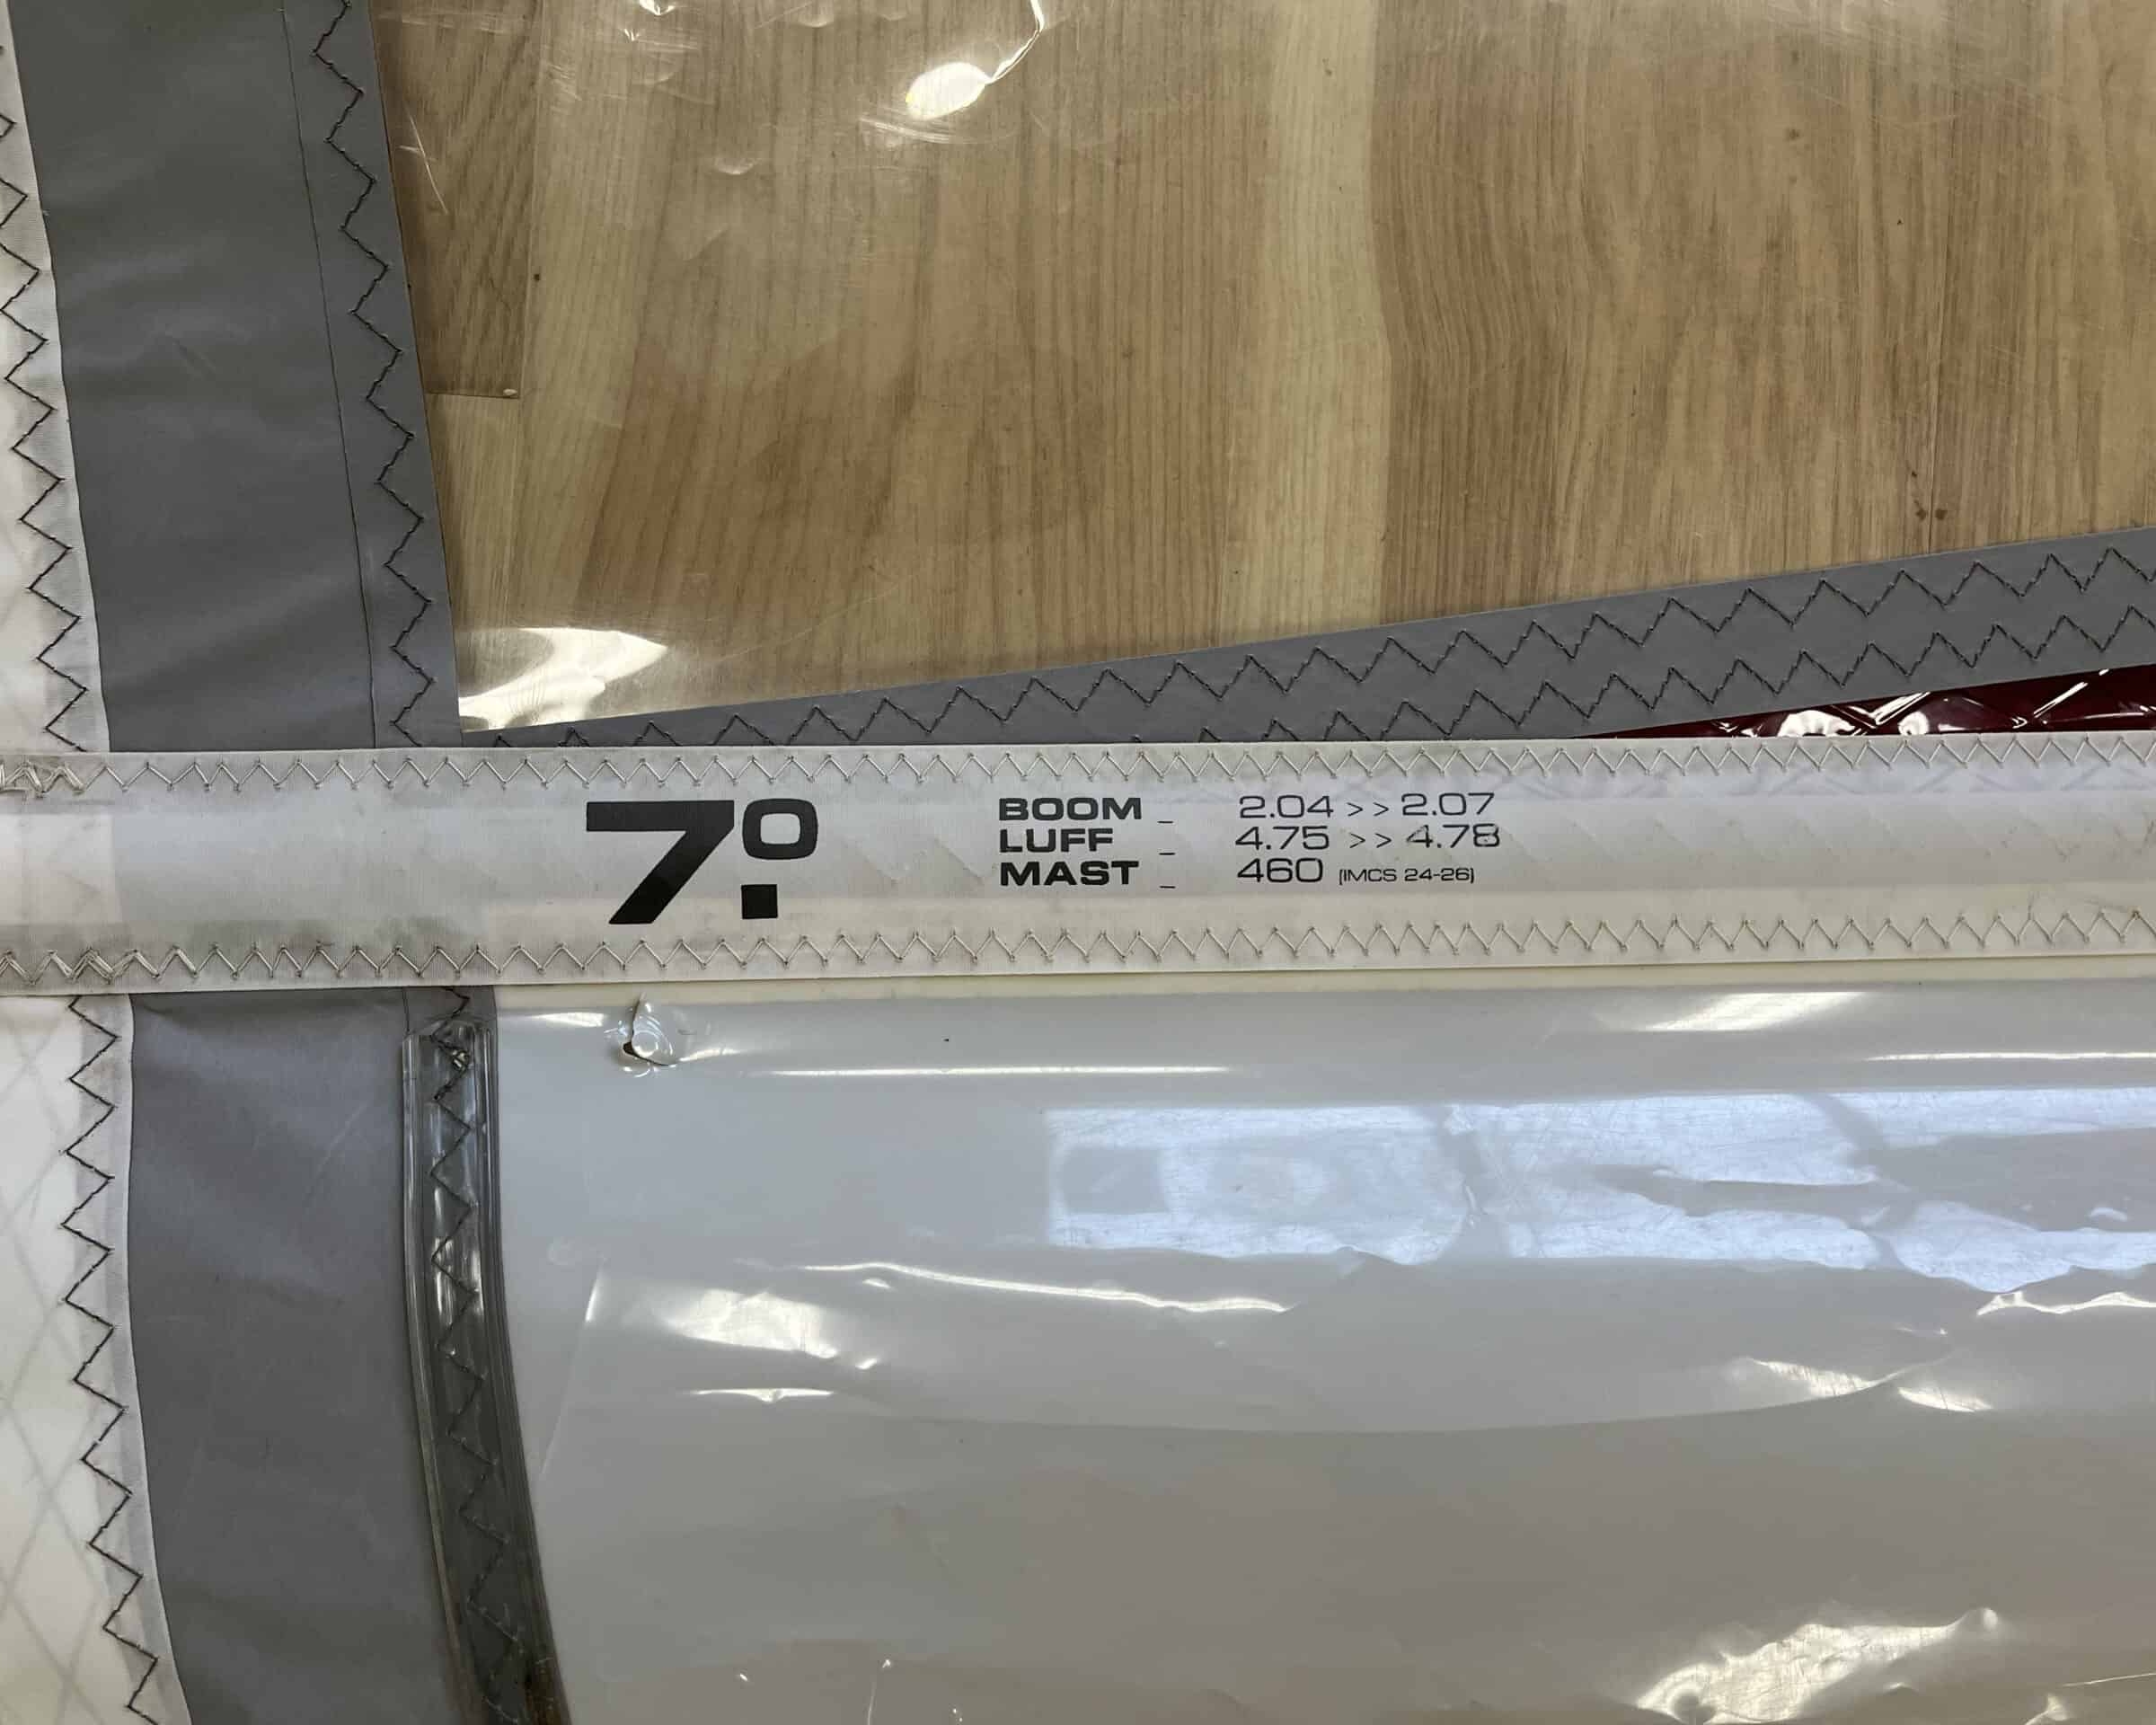 7.0
BOOM _ 2.04 >> 2.07
LUFF _ 4.75 >> 4.78
MAST _ 460 (IMCS 24-26)